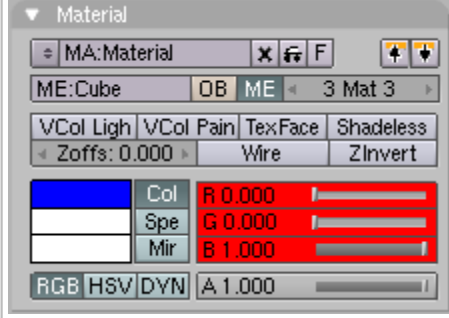 Material
MA:Material F
ME:Cube OB ME 3 Mat 3
VCol Ligh VCol Pain TexFace Shadeless
Zoffs: 0.000 Wire ZInvert
Col R 0.000
Spe G 0.000
Mir B 1.000
RGB HSV DYN A 1.000